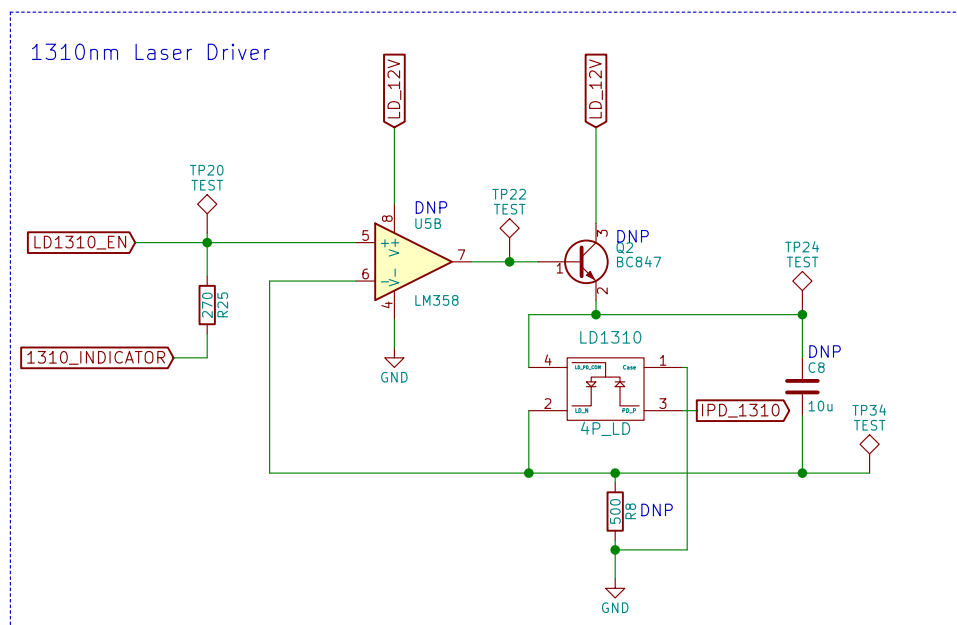 1310nm Laser Driver
LD_12V
LD_12V
TP20
TEST
LD1310_EN
270
R25
1310_INDICATOR
DNP
U5B
8
5
+
V+
6
-
V-
7
4
LM358
GND
TP22
TEST
DNP
Q2
BC847
3
1
2
TP24
TEST
LD1310
4
LD_PD_COM
Case
1
2
LD_N
PD_P
3
4P_LD
IPD_1310
DNP
C8
10u
TP34
TEST
500
R8
DNP
GND